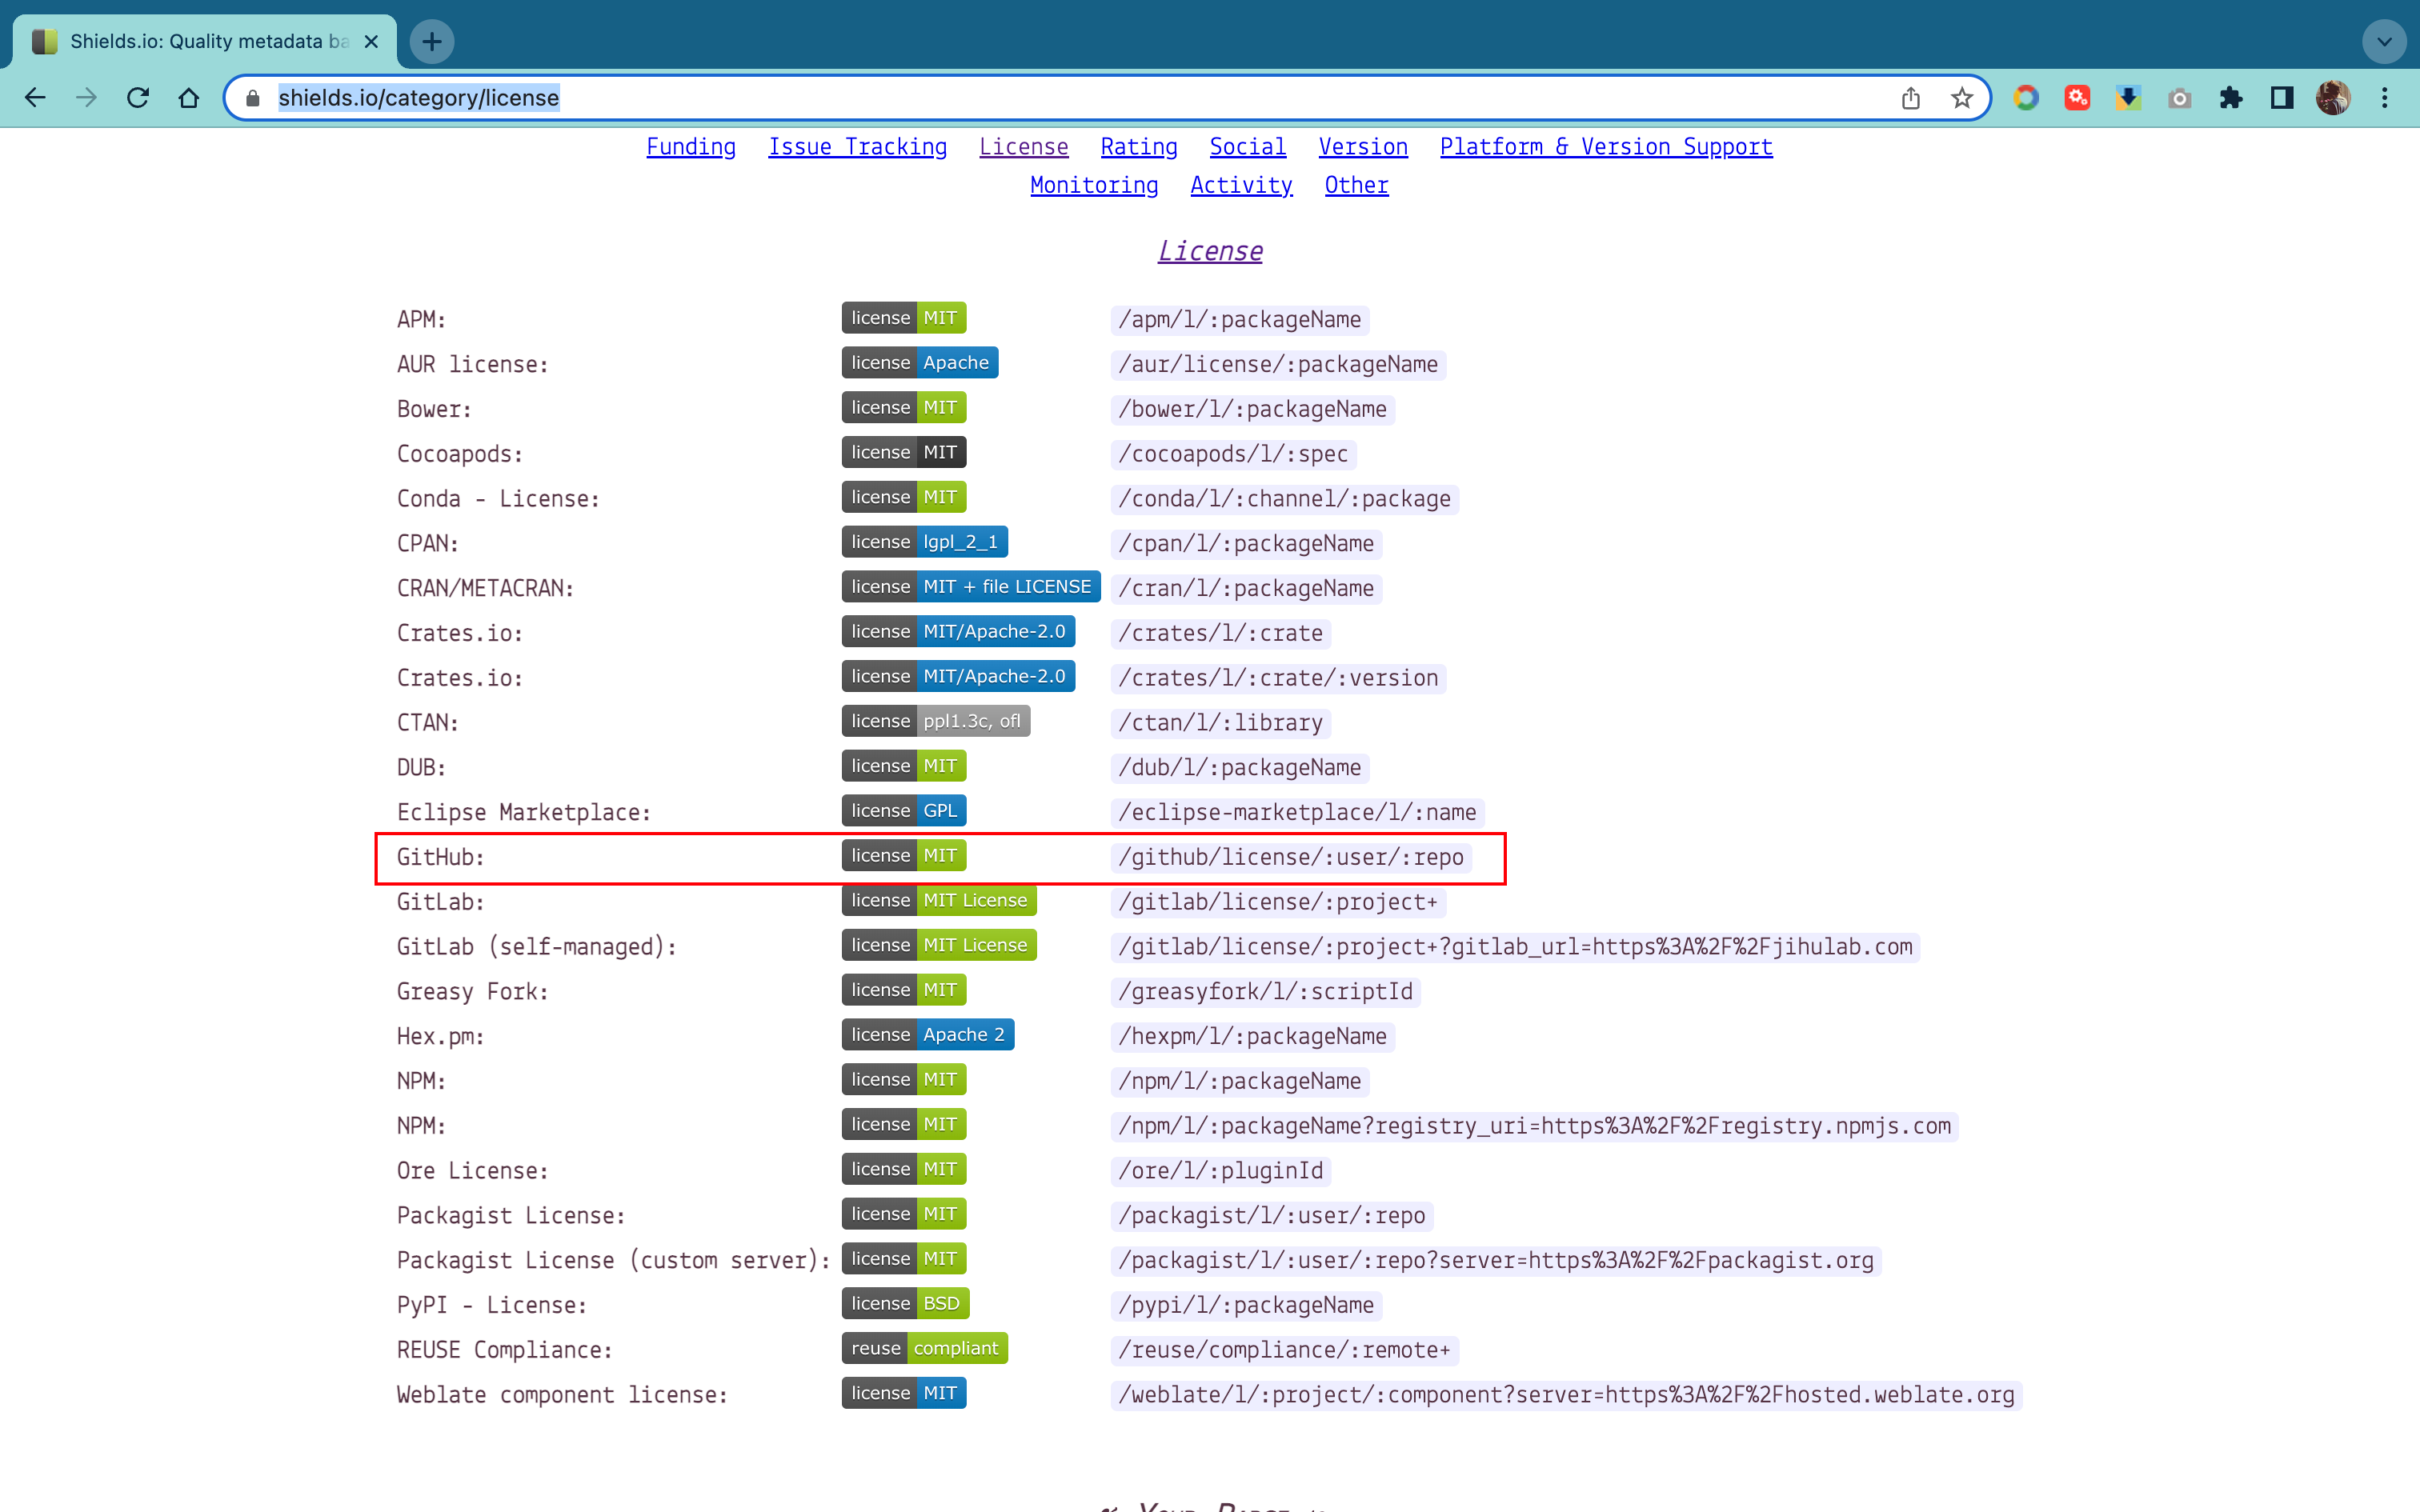 Shields.io: Quality metadata ba
shields.io/category/license
Funding Issue Tracking License Rating Social Version Platform & Version Support
Monitoring Activity Other
License
APM: license MIT /apm/l/:packageName
AUR license: license Apache /aur/license/:packageName
Bower: license MIT /bower/l/:packageName
Cocoapods: license MIT /cocoapods/l/:spec
Conda - License: license MIT /conda/l/:channel/:package
CPAN: license lgpl_2_1 /cpan/l/:packageName
CRAN/METACRAN: license MIT + file LICENSE /cran/l/:packageName
Crates.io: license MIT/Apache-2.0 /crates/l/:crate
Crates.io: license MIT/Apache-2.0 /crates/l/:crate/:version
CTAN: license ppl1.3c, ofl /ctan/l/:library
DUB: license MIT /dub/l/:packageName
Eclipse Marketplace: license GPL /eclipse-marketplace/l/:name
GitHub: license MIT /github/license/:user/:repo
GitLab: license MIT License /gitlab/license/:project+
GitLab (self-managed): license MIT License /gitlab/license/:project+?gitlab_url=https%3A%2F%2Fjihulab.com
Greasy Fork: license MIT /greasyfork/l/:scriptId
Hex.pm: license Apache 2 /hexpm/l/:packageName
NPM: license MIT /npm/l/:packageName
NPM: license MIT /npm/l/:packageName?registry_uri=https%3A%2F%2Fregistry.npmjs.com
Ore License: license MIT /ore/l/:pluginId
Packagist License: license MIT /packagist/l/:user/:repo
Packagist License (custom server): license MIT /packagist/l/:user/:repo?server=https%3A%2F%2Fpackagist.org
PyPI - License: license BSD /pypi/l/:packageName
REUSE Compliance: reuse compliant /reuse/compliance/:remote+
Weblate component license: license MIT /weblate/l/:project/:component?server=https%3A%2F%2Fhosted.weblate.org